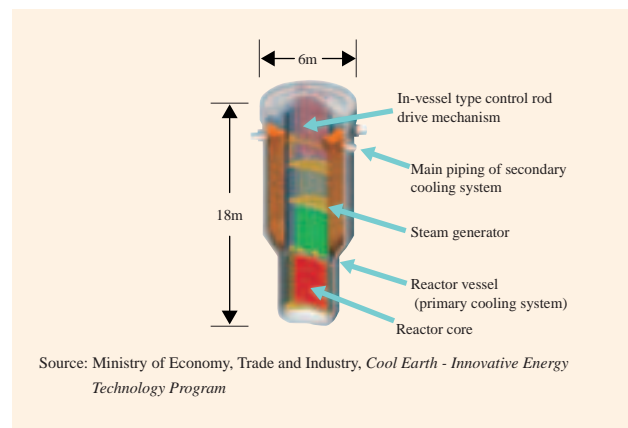 6m
In-vessel type control rod
drive mechanism
Main piping of secondary
cooling system
18m
Steam generator
Reactor vessel
(primary cooling system)
Reactor core
Source: Ministry of Economy, Trade and Industry, Cool Earth - Innovative Energy
Technology Program